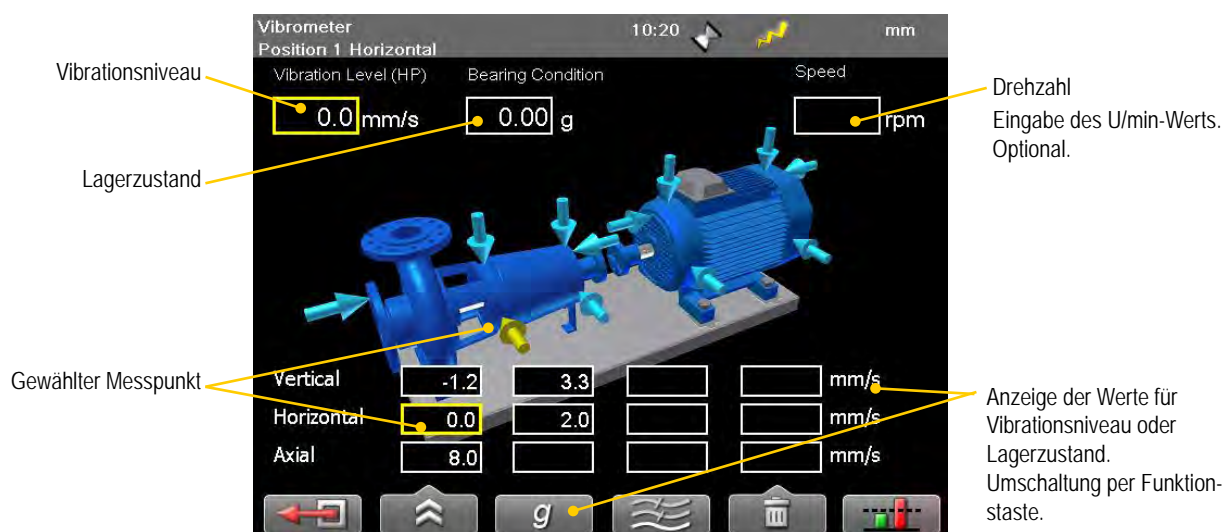 Vibrometer
10:20
mm
Position 1 Horizontal
Vibrationsniveau
Vibration Level (HP)
Bearing Condition
Speed
0.0 mm/s
0.00 g
rpm
Drehzahl
Eingabe des U/min-Werts.
Optional.
Lagerzustand
Gewählter Messpunkt
Vertical -1.2 3.3 mm/s
Horizontal 0.0 2.0 mm/s
Axial 8.0 mm/s
Anzeige der Werte für
Vibrationsniveau oder
Lagerzustand.
Umschaltung per Funktion-
staste.
g